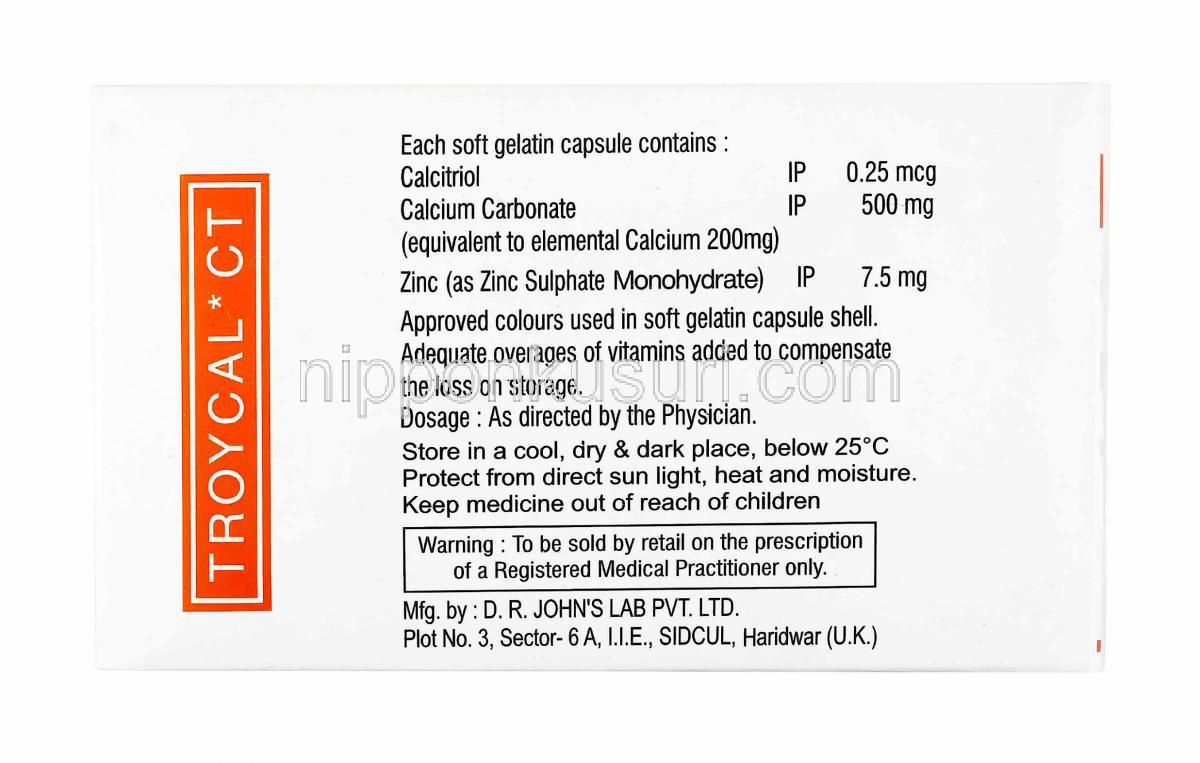 TROYCAL* CT
Each soft gelatin capsule contains :
Calcitriol IP 0.25 mcg
Calcium Carbonate IP 500 mg
(equivalent to elemental Calcium 200mg)
Zinc (as Zinc Sulphate Monohydrate) IP 7.5 mg
Approved colours used in soft gelatin capsule shell.
Adequate overages of vitamins added to compensate
the loss on storage.
nipponkusuri.com
Dosage : As directed by the Physician.
Store in a cool, dry & dark place, below 25°C
Protect from direct sun light, heat and moisture.
Keep medicine out of reach of children
Warning : To be sold by retail on the prescription
of a Registered Medical Practitioner only.
Mfg. by : D. R. JOHN'S LAB PVT. LTD.
Plot No. 3, Sector- 6 A, I.I.E., SIDCUL, Haridwar (U.K.)